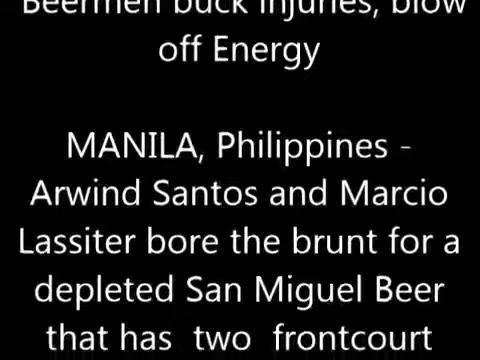 Beermen buck injuries, blow
off Energy
MANILA, Philippines -
Arwind Santos and Marcio
Lassiter bore the brunt for a
depleted San Miguel Beer
that has two frontcourt